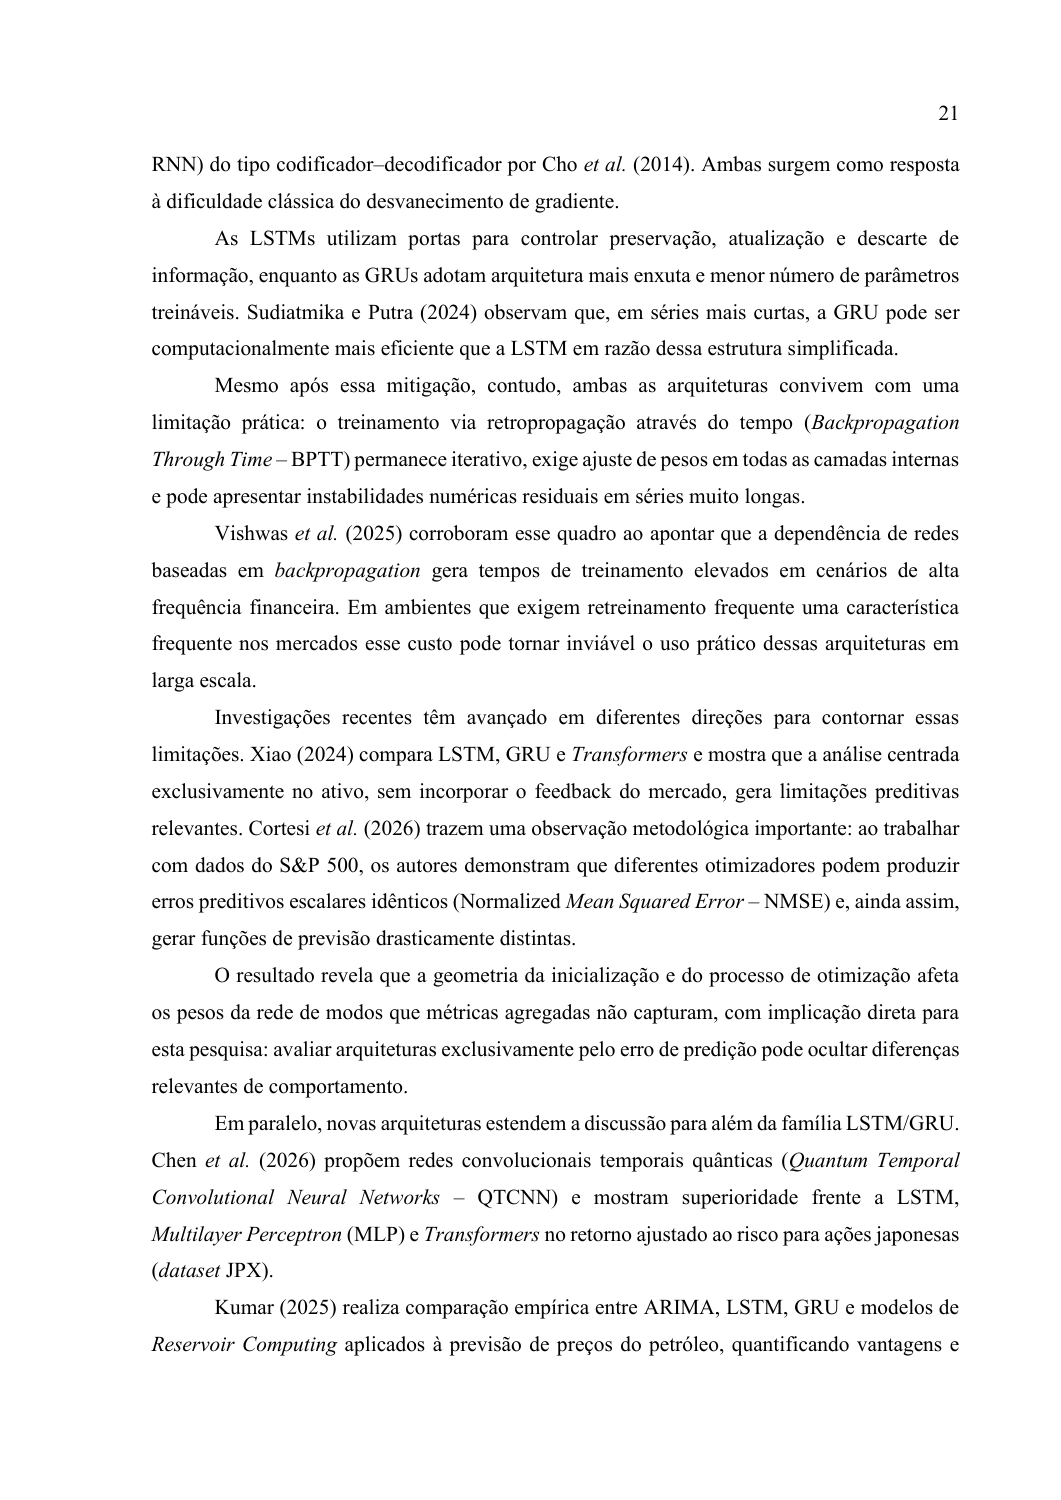 21
RNN) do tipo codificador–decodificador por Cho et al. (2014). Ambas surgem como resposta
à dificuldade clássica do desvanecimento de gradiente.
As LSTMs utilizam portas para controlar preservação, atualização e descarte de
informação, enquanto as GRUs adotam arquitetura mais enxuta e menor número de parâmetros
treináveis. Sudiatmika e Putra (2024) observam que, em séries mais curtas, a GRU pode ser
computacionalmente mais eficiente que a LSTM em razão dessa estrutura simplificada.
Mesmo após essa mitigação, contudo, ambas as arquiteturas convivem com uma
limitação prática: o treinamento via retropropagação através do tempo (Backpropagation
Through Time – BPTT) permanece iterativo, exige ajuste de pesos em todas as camadas internas
e pode apresentar instabilidades numéricas residuais em séries muito longas.
Vishwas et al. (2025) corroboram esse quadro ao apontar que a dependência de redes
baseadas em backpropagation gera tempos de treinamento elevados em cenários de alta
frequência financeira. Em ambientes que exigem retreinamento frequente uma característica
frequente nos mercados esse custo pode tornar inviável o uso prático dessas arquiteturas em
larga escala.
Investigações recentes têm avançado em diferentes direções para contornar essas
limitações. Xiao (2024) compara LSTM, GRU e Transformers e mostra que a análise centrada
exclusivamente no ativo, sem incorporar o feedback do mercado, gera limitações preditivas
relevantes. Cortesi et al. (2026) trazem uma observação metodológica importante: ao trabalhar
com dados do S&P 500, os autores demonstram que diferentes otimizadores podem produzir
erros preditivos escalares idênticos (Normalized Mean Squared Error – NMSE) e, ainda assim,
gerar funções de previsão drasticamente distintas.
O resultado revela que a geometria da inicialização e do processo de otimização afeta
os pesos da rede de modos que métricas agregadas não capturam, com implicação direta para
esta pesquisa: avaliar arquiteturas exclusivamente pelo erro de predição pode ocultar diferenças
relevantes de comportamento.
Em paralelo, novas arquiteturas estendem a discussão para além da família LSTM/GRU.
Chen et al. (2026) propõem redes convolucionais temporais quânticas (Quantum Temporal
Convolutional Neural Networks – QTCNN) e mostram superioridade frente a LSTM,
Multilayer Perceptron (MLP) e Transformers no retorno ajustado ao risco para ações japonesas
(dataset JPX).
Kumar (2025) realiza comparação empírica entre ARIMA, LSTM, GRU e modelos de
Reservoir Computing aplicados à previsão de preços do petróleo, quantificando vantagens e